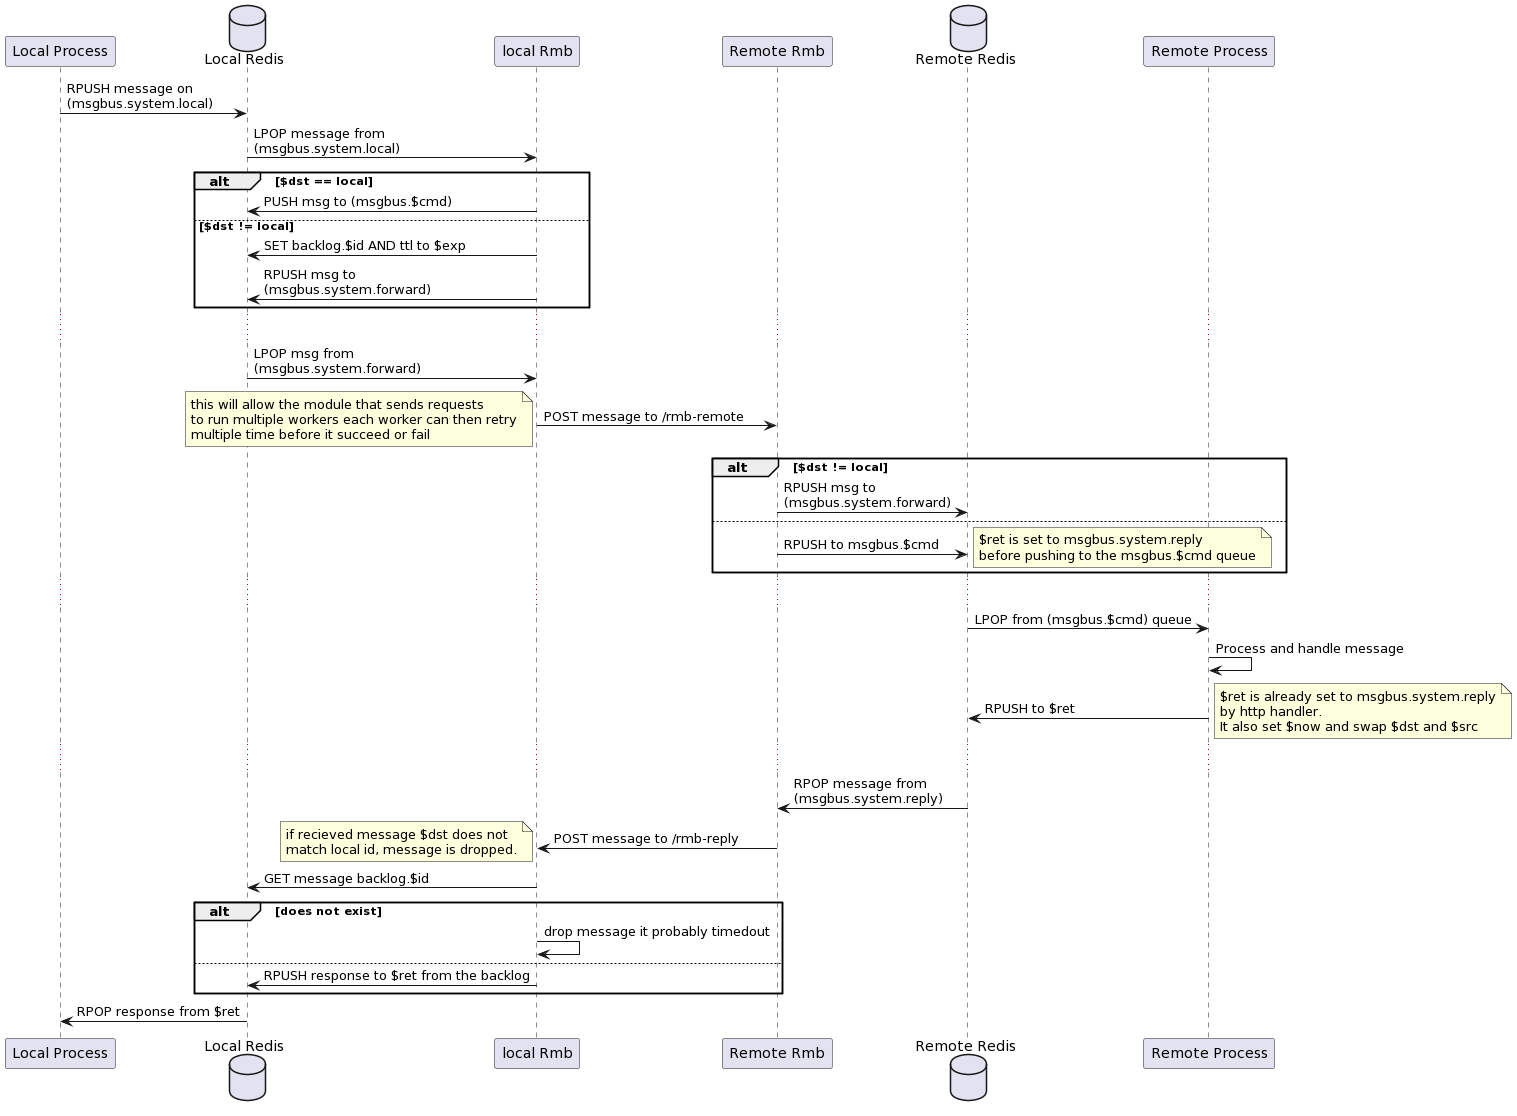 Local Process
Local Redis
local Rmb
Remote Rmb
Remote Redis
Remote Process
RPUSH message on
(msgbus.system.local)
LPOP message from
(msgbus.system.local)
alt
[$dst == local]
PUSH msg to (msgbus.$cmd)
[$dst != local]
SET backlog.$id AND ttl to $exp
RPUSH msg to
(msgbus.system.forward)
LPOP msg from
(msgbus.system.forward)
this will allow the module that sends requests
to run multiple workers each worker can then retry
multiple time before it succeed or fail
POST message to /rmb-remote
alt
[$dst != local]
RPUSH msg to
(msgbus.system.forward)
RPUSH to msgbus.$cmd
$ret is set to msgbus.system.reply
before pushing to the msgbus.$cmd queue
LPOP from (msgbus.$cmd) queue
Process and handle message
RPUSH to $ret
$ret is already set to msgbus.system.reply
by http handler.
It also set $now and swap $dst and $src
RPOP message from
(msgbus.system.reply)
if recieved message $dst does not
match local id, message is dropped.
POST message to /rmb-reply
GET message backlog.$id
alt
[does not exist]
drop message it probably timedout
RPUSH response to $ret from the backlog
RPOP response from $ret
Local Process
Local Redis
local Rmb
Remote Rmb
Remote Redis
Remote Process